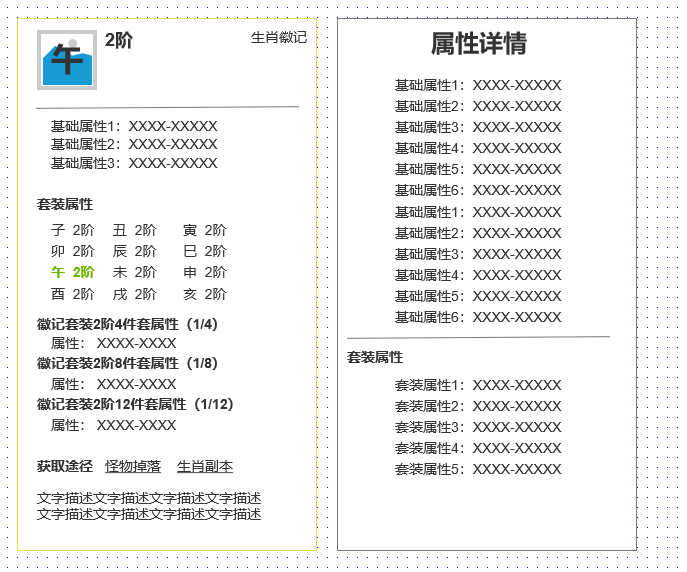 午 2阶 生肖徽记
基础属性1：XXXX-XXXXX
基础属性2：XXXX-XXXXX
基础属性3：XXXX-XXXXX
套装属性
子 2阶 丑 2阶 寅 2阶
卯 2阶 辰 2阶 巳 2阶
午 2阶 未 2阶 申 2阶
酉 2阶 戌 2阶 亥 2阶
徽记套装2阶4件套属性（1/4）
属性： XXXX-XXXX
徽记套装2阶8件套属性（1/8）
属性： XXXX-XXXX
徽记套装2阶12件套属性（1/12）
属性： XXXX-XXXX
获取途径 怪物掉落 生肖副本
文字描述文字描述文字描述文字描述
文字描述文字描述文字描述文字描述
属性详情
基础属性1：XXXX-XXXXX
基础属性2：XXXX-XXXXX
基础属性3：XXXX-XXXXX
基础属性4：XXXX-XXXXX
基础属性5：XXXX-XXXXX
基础属性6：XXXX-XXXXX
基础属性1：XXXX-XXXXX
基础属性2：XXXX-XXXXX
基础属性3：XXXX-XXXXX
基础属性4：XXXX-XXXXX
基础属性5：XXXX-XXXXX
基础属性6：XXXX-XXXXX
套装属性
套装属性1：XXXX-XXXXX
套装属性2：XXXX-XXXXX
套装属性3：XXXX-XXXXX
套装属性4：XXXX-XXXXX
套装属性5：XXXX-XXXXX